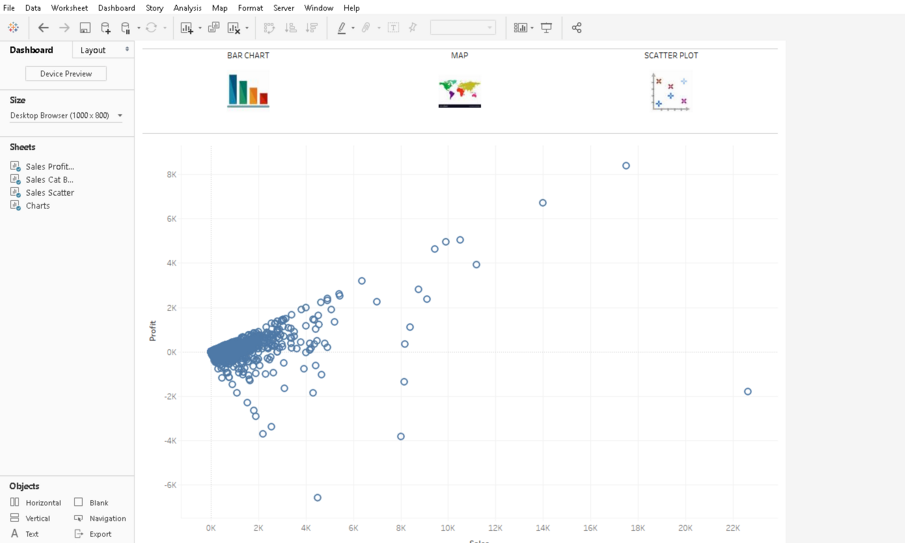 File Data Worksheet Dashboard Story Analysis Map Format Server Window Help
Dashboard Layout
Device Preview
Size
Desktop Browser (1000 x 800)
Sheets
Sales Profit...
Sales Cat B...
Sales Scatter
Charts
Objects
Horizontal Blank
Vertical Navigation
Text Export
BAR CHART MAP SCATTER PLOT
8K
6K
4K
2K
0K
-2K
-4K
-6K
Profit
0K 2K 4K 6K 8K 10K 12K 14K 16K 18K 20K 22K
Sales